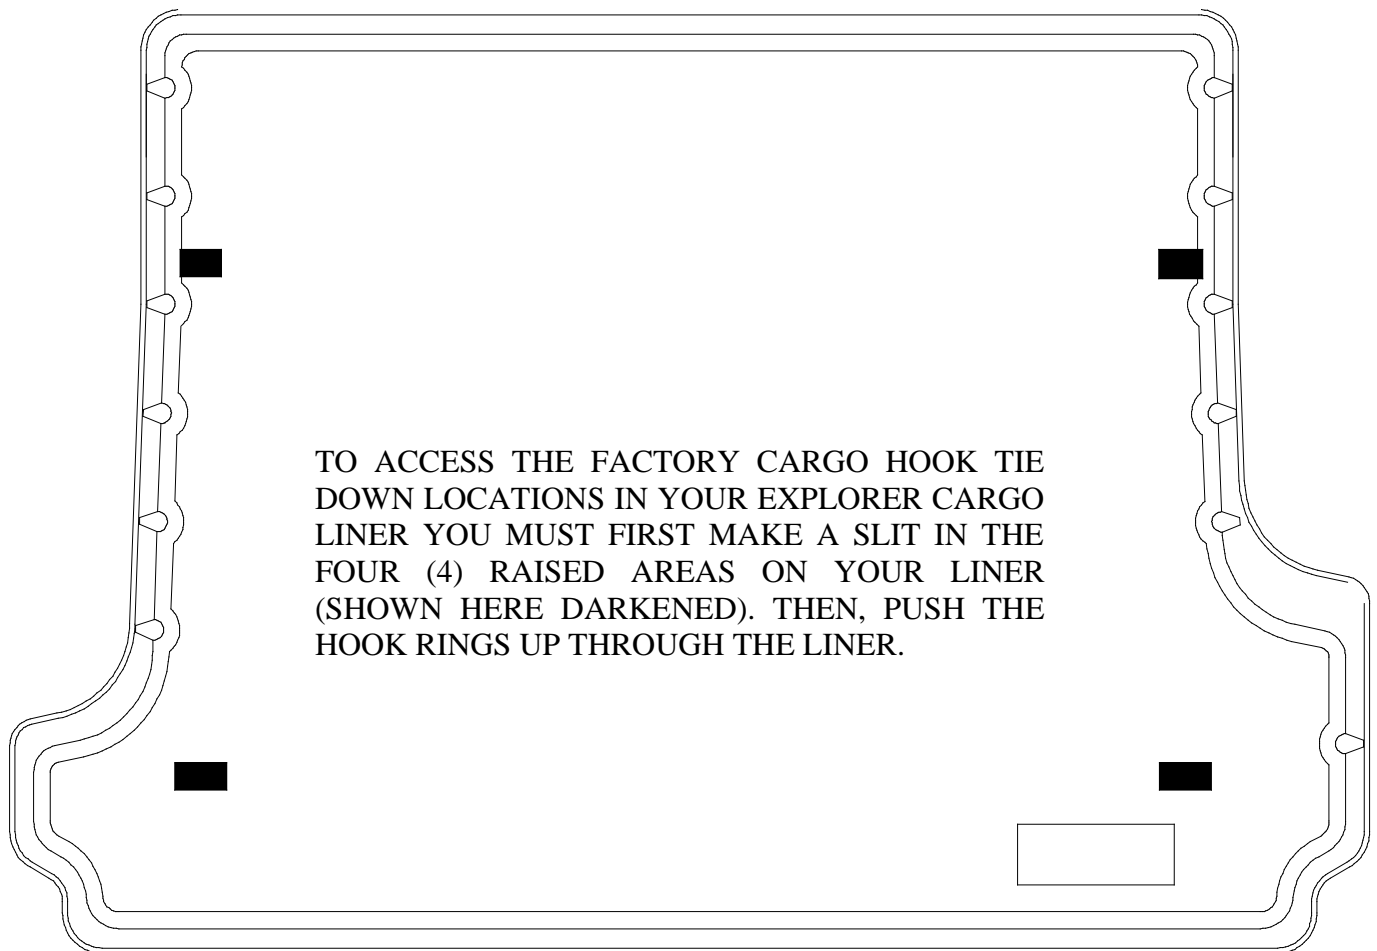 TO ACCESS THE FACTORY CARGO HOOK TIE
DOWN LOCATIONS IN YOUR EXPLORER CARGO
LINER YOU MUST FIRST MAKE A SLIT IN THE
FOUR (4) RAISED AREAS ON YOUR LINER
(SHOWN HERE DARKENED). THEN, PUSH THE
HOOK RINGS UP THROUGH THE LINER.